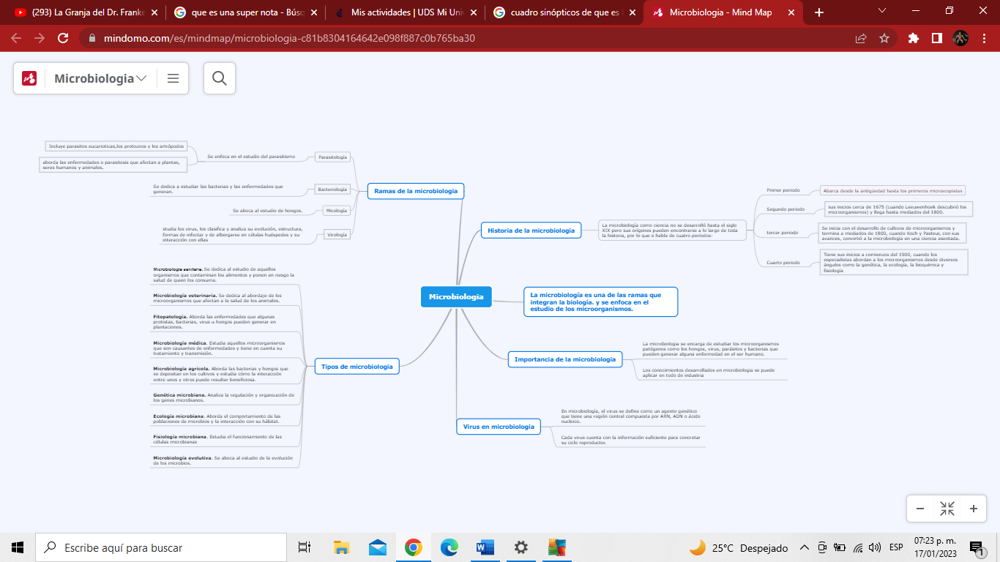 (293) La Granja del Dr. Franke
que es una super nota - Búsq
Mis actividades | UDS Mi Univ
cuadro sinópticos de que es l
Microbiologia - Mind Map
mindomo.com/es/mindmap/microbiologia-c81b8304164642e098f887c0b765ba30
Microbiologia
Incluye parasitos eucarioticas,los protozoos y los artrópodos
aborda las enfermedades o parasitosis que afectan a plantas,
seres humanos y animales.
Se enfoca en el estudio del parasitismo
Parasitología
Se dedica a estudiar las bacterias y las enfermedades que
generan.
Bacteriología
Se aboca al estudio de hongos.
Micología
studia los virus, los clasifica y analiza su evolución, estructura,
formas de infectar y de albergarse en células huéspedes y su
interacción con ellas
Virología
Ramas de la microbiologia
Historia de la microbiología
La microbiología como ciencia no se desarrolló hasta el siglo
XIX pero sus orígenes pueden encontrarse a lo largo de toda
la historia, por lo que e habla de cuatro periodos:
Primer periodo
Abarca desde la antigüedad hasta los primeros microscopistas
Segundo periodo
sus inicios cerca de 1675 (cuando Leeuwenhoek descubrió los
microorganismos) y llega hasta mediados del 1800.
tercer periodo
Se inicia con el desarrollo de cultivos de microorganismos y
termina a mediados de 1800, cuando Koch y Pasteur, con sus
avances, convirtió a la microbiología en una ciencia asentada.
Cuarto periodo
Tiene sus inicios a comienzos del 1900, cuando los
especialistas abordan a los microorganismos desde diversos
ángulos como la genética, la ecología, la bioquímica y
fisiología
Microbiologia
La microbiología es una de las ramas que
integran la biología. y se enfoca en el
estudio de los microorganismos.
Importancia de la microbiologia
La microbiologia se encarga de estudiar los microorganismos
patógenos como los hongos, virus, parásitos y bacterias que
pueden generar alguna enfermedad en el ser humano.
Los conocimientos desarrollados en microbiologia se puede
aplicar en todo de industria
Virus en microbiologia
En microbiología, el virus se define como un agente genético
que tiene una región central compuesta por ARN, ADN o ácido
nucleico.
Cada virus cuenta con la información suficiente para concretar
su ciclo reproductor.
Tipos de microbiologia
Microbiología sanitaria. Se dedica al estudio de aquellos
organismos que contaminan los alimentos y ponen en riesgo la
salud de quien los consuma.
Microbiología veterinaria. Se dedica al abordaje de los
microorganismos que afectan a la salud de los animales.
Fitopatología. Aborda las enfermedades que algunas
protistas, bacterias, virus u hongos pueden generar en
plantaciones.
Microbiología médica. Estudia aquellos microorganismos
que son causantes de enfermedades y tiene en cuenta su
tratamiento y transmisión.
Microbiología agrícola. Aborda las bacterias y hongos que
se depositan en los cultivos y estudia cómo la interacción
entre unos y otros puede resultar beneficiosa.
Genética microbiana. Analiza la regulación y organización de
los genes microbianos.
Ecología microbiana. Aborda el comportamiento de las
poblaciones de microbios y la interacción con su hábitat.
Fisiología microbiana. Estudia el funcionamiento de las
células microbianas
Microbiología evolutiva. Se aboca al estudio de la evolución
de los microbios.
Escribe aquí para buscar
25°C Despejado
ESP
07:23 p. m.
17/01/2023
1